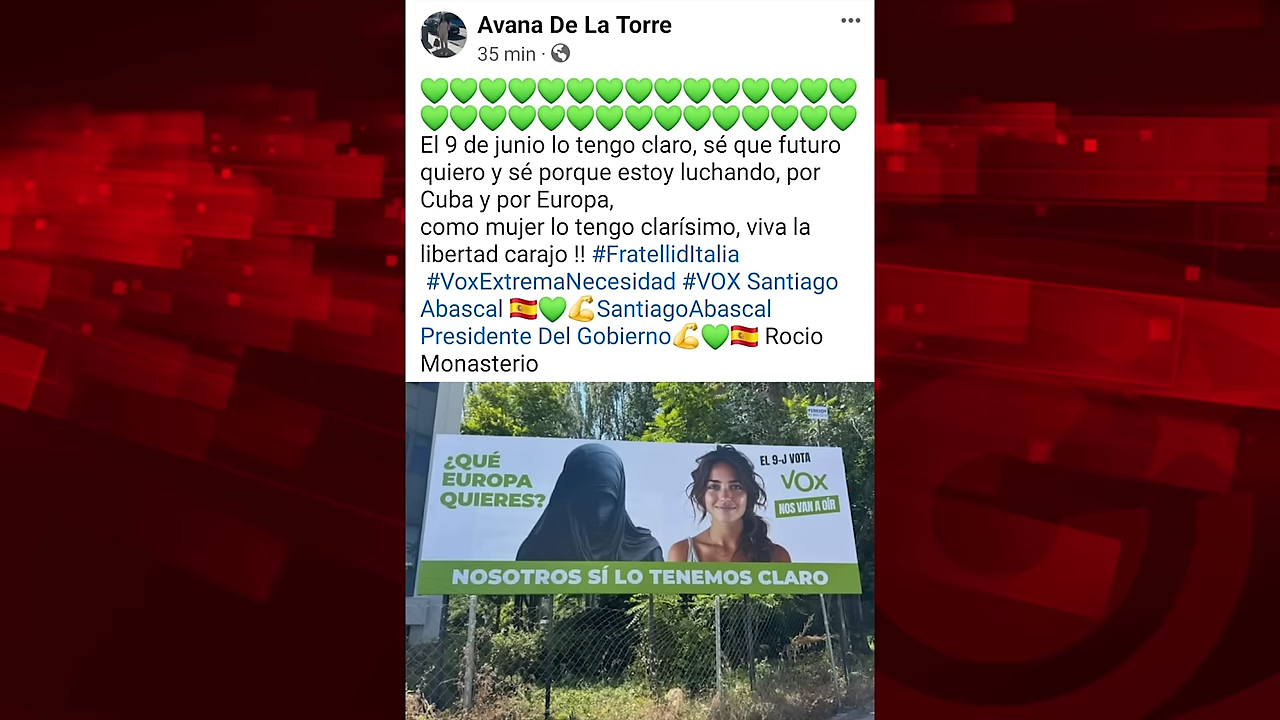 Avana De La Torre
35 min ·
💚💚💚💚💚💚💚💚💚💚💚💚💚💚💚
💚💚💚💚💚💚💚💚💚💚💚💚💚💚💚
El 9 de junio lo tengo claro, sé que futuro
quiero y sé porque estoy luchando, por
Cuba y por Europa,
como mujer lo tengo clarísimo, viva la
libertad carajo !! #FratellidItalia
#VoxExtremaNecesidad #VOX Santiago
Abascal 🇪🇸💚💪SantiagoAbascal
Presidente Del Gobierno💪💚🇪🇸 Rocio
Monasterio
¿QUÉ
EUROPA
QUIERES?
EL 9-J VOTA
VOX
NOS VAN A OÍR
NOSOTROS SÍ LO TENEMOS CLARO